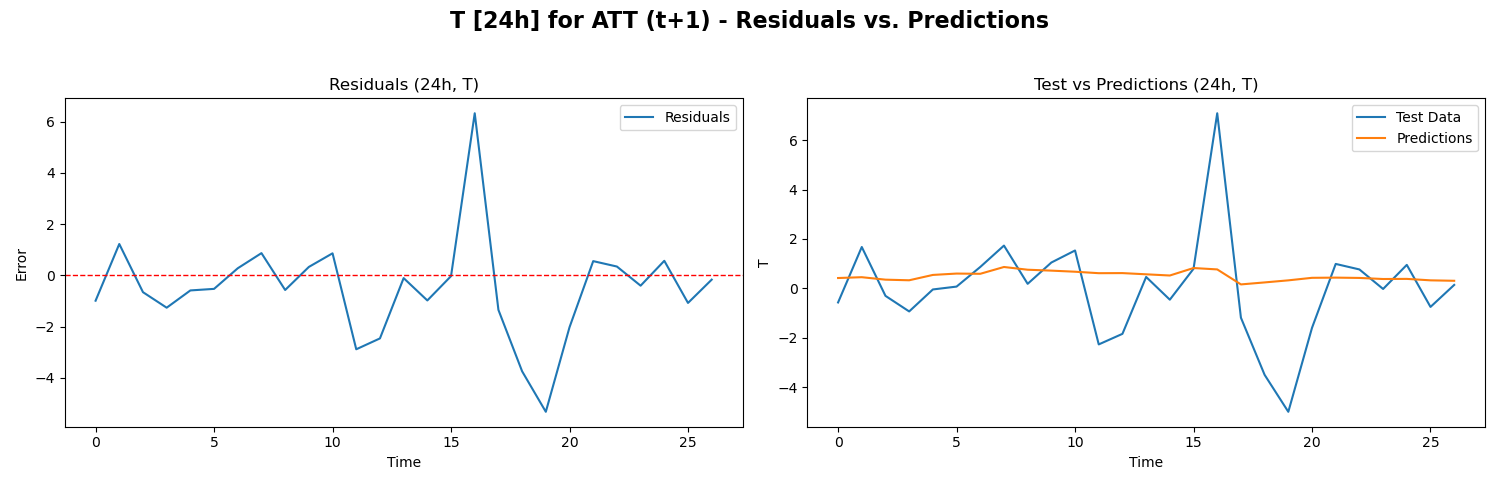 T [24h] for ATT (t+1) - Residuals vs. Predictions
Residuals (24h, T)
Residuals
Error
6
4
2
0
−2
−4
0
5
10
15
20
25
Time
Test vs Predictions (24h, T)
Test Data
Predictions
T
6
4
2
0
−2
−4
0
5
10
15
20
25
Time